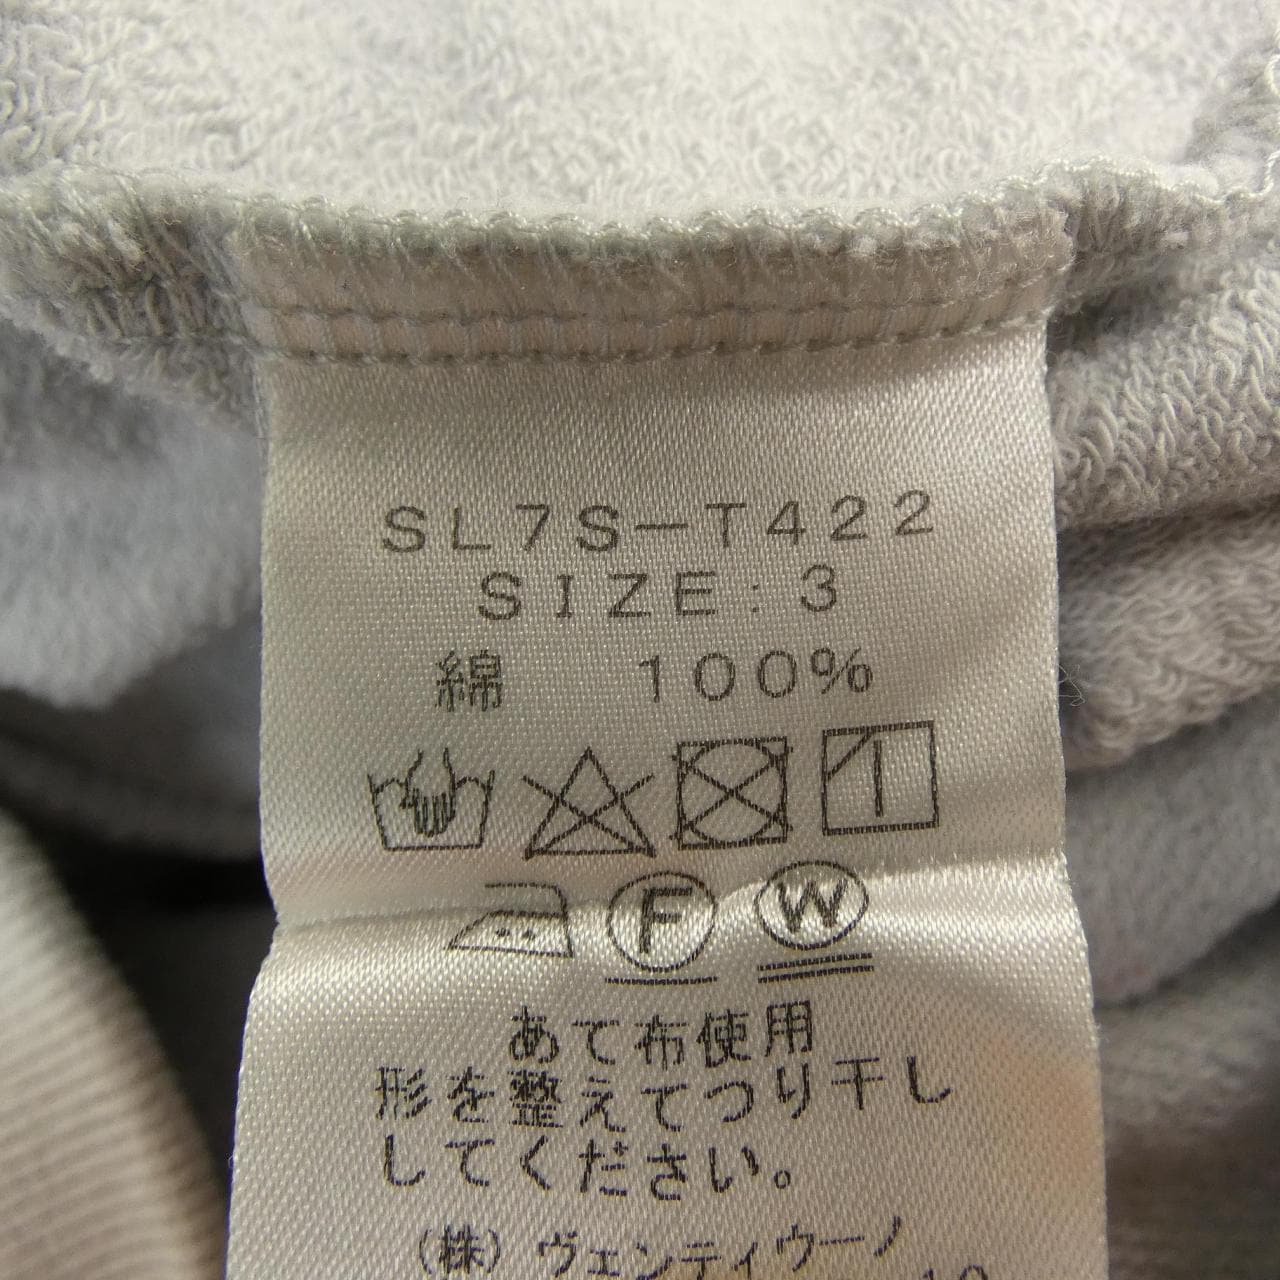 SL7S-T422
SIZE:3
綿 100%
F W
あて布使用
形を整えてつり干し
してください。
(株)ヴェンティウーノ